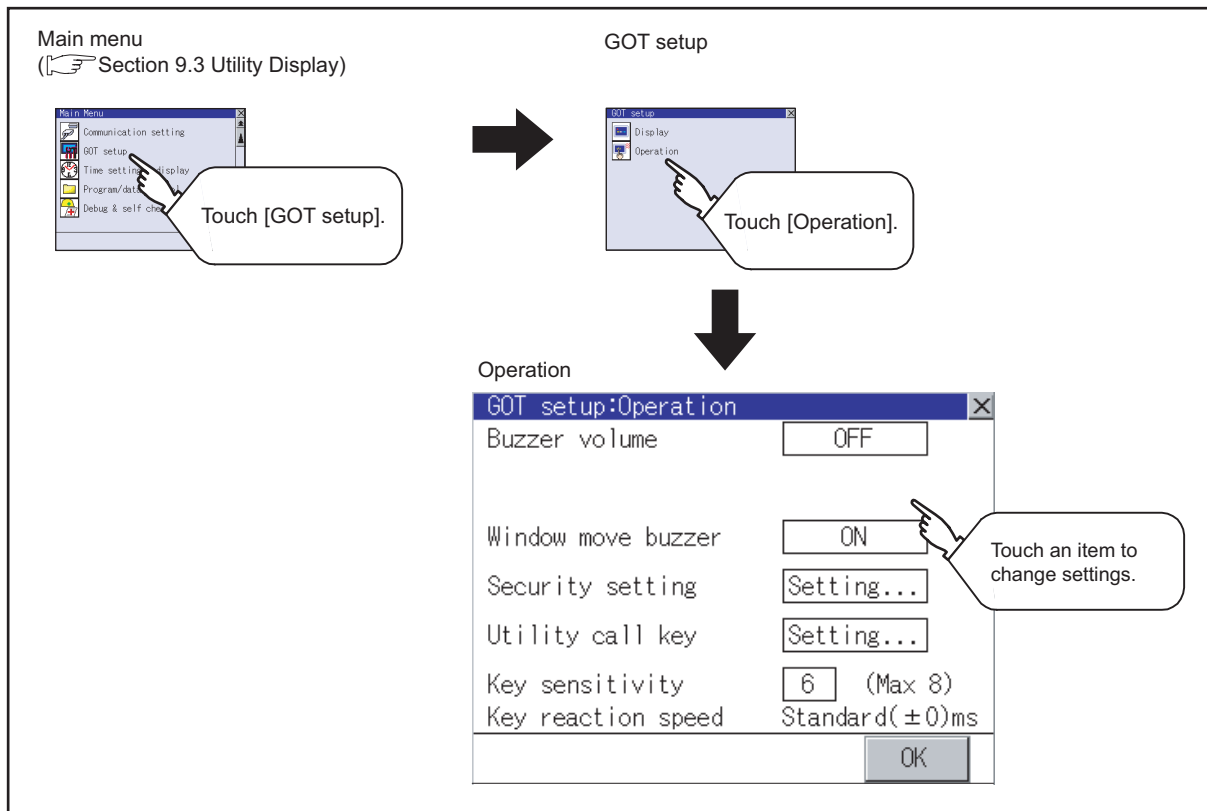 Main menu
(Section 9.3 Utility Display)
GOT setup
Main Menu
Communication setting
GOT setup
Time setting display
Program/data
Debug & self che
Touch [GOT setup].
GOT setup
Display
Operation
Touch [Operation].
Operation
GOT setup:Operation
Buzzer volume OFF
Window move buzzer ON
Security setting Setting...
Utility call key Setting...
Key sensitivity 6 (Max 8)
Key reaction speed Standard(±0)ms
OK
Touch an item to
change settings.